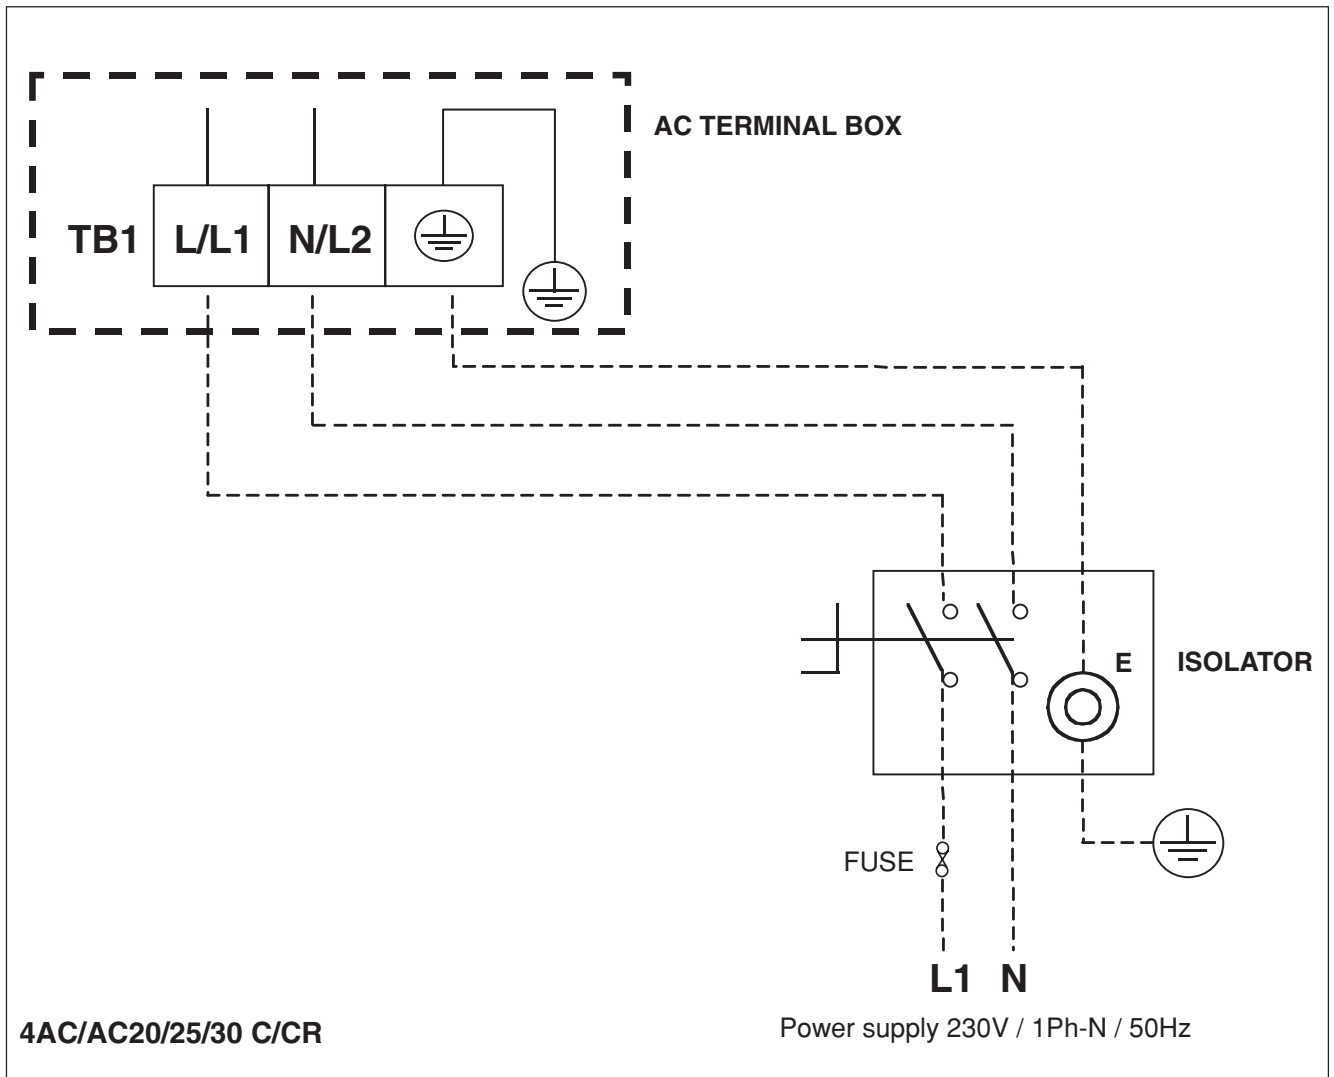 AC TERMINAL BOX
TB1 L/L1 N/L2
E
ISOLATOR
FUSE
L1 N
Power supply 230V / 1Ph-N / 50Hz
4AC/AC20/25/30 C/CR